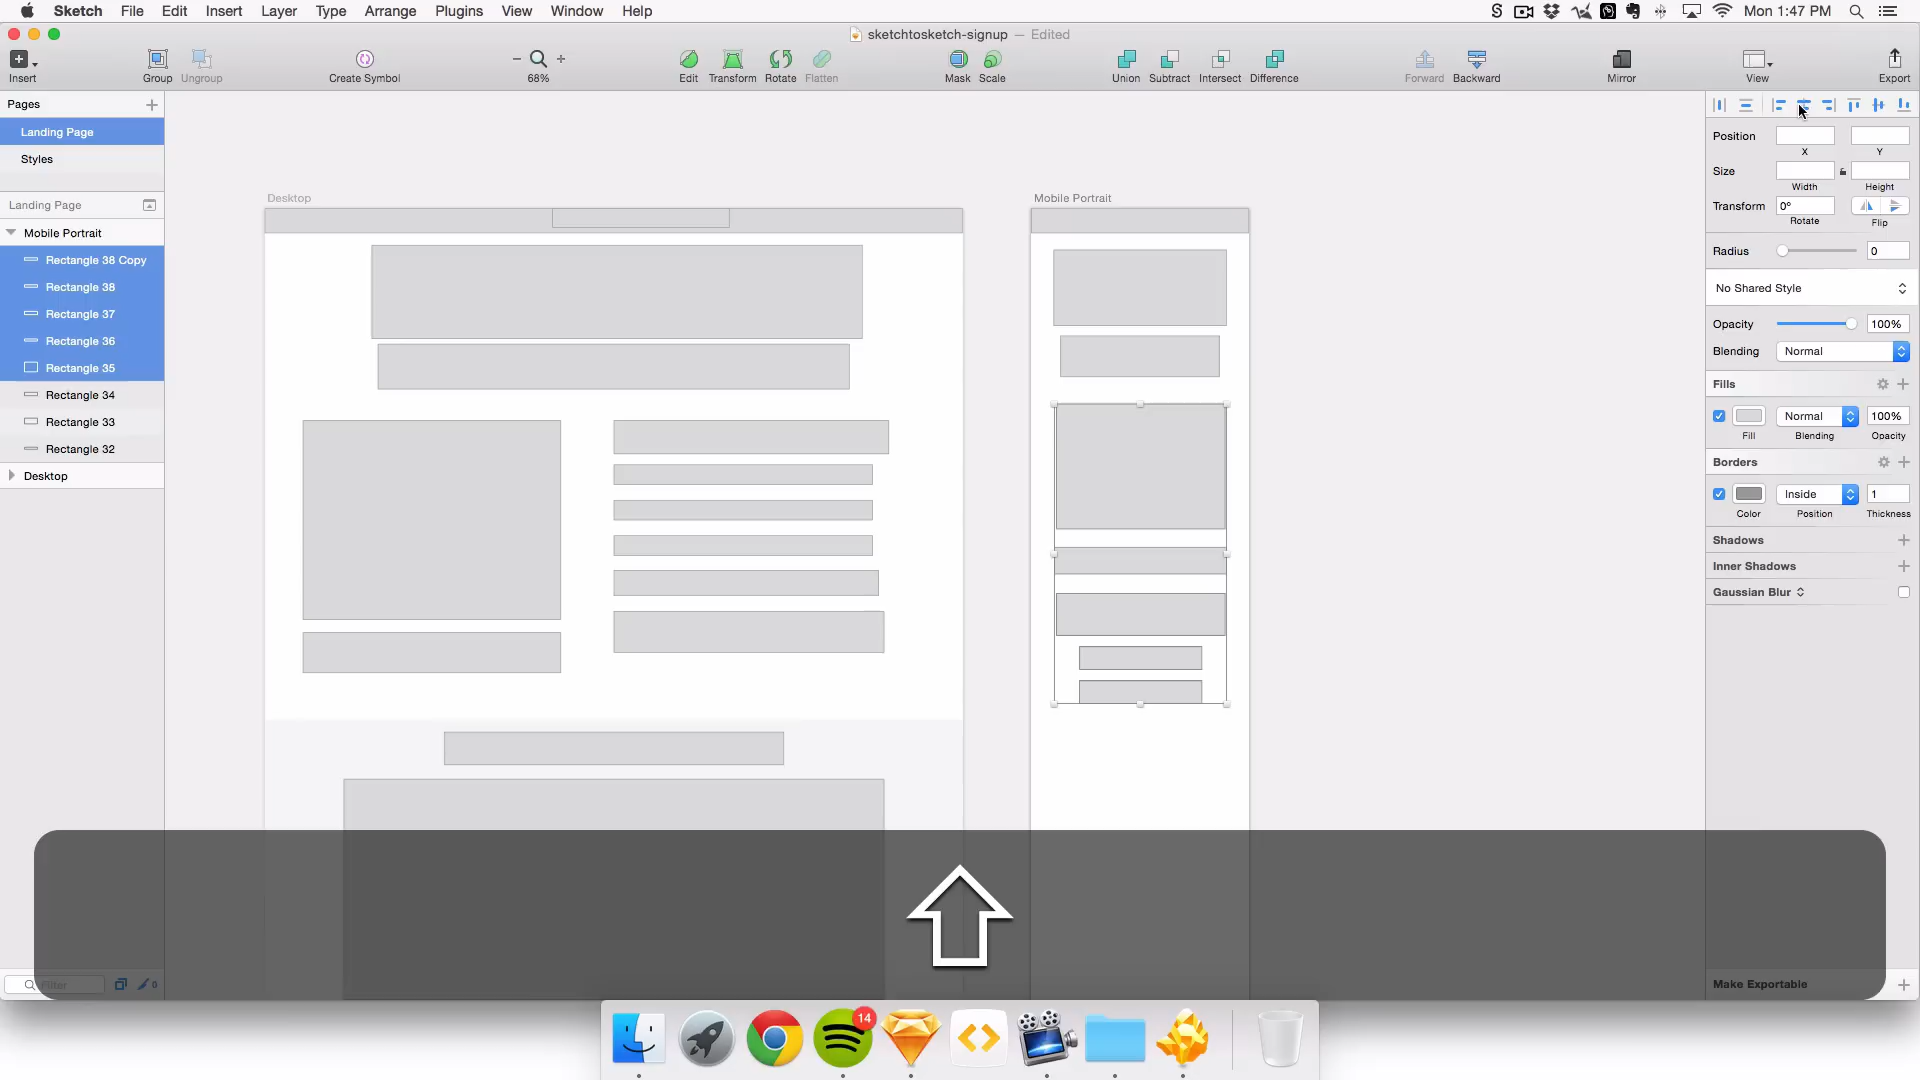 Sketch File Edit Insert Layer Type Arrange Plugins View Window Help
Mon 1:47 PM
sketchtosketch-signup — Edited
Insert Group Ungroup Create Symbol 68% Edit Transform Rotate Flatten Mask Scale Union Subtract Intersect Difference Forward Backward Mirror View Export
Pages
Landing Page
Styles
Landing Page
Mobile Portrait
Rectangle 38 Copy
Rectangle 38
Rectangle 37
Rectangle 36
Rectangle 35
Rectangle 34
Rectangle 33
Rectangle 32
Desktop
Filter
0
Desktop
Mobile Portrait
Position
X Y
Size
Width Height
Transform 0°
Rotate Flip
Radius 0
No Shared Style
Opacity 100%
Blending Normal
Fills
Normal 100%
Fill Blending Opacity
Borders
Inside 1
Color Position Thickness
Shadows
Inner Shadows
Gaussian Blur
Make Exportable
14